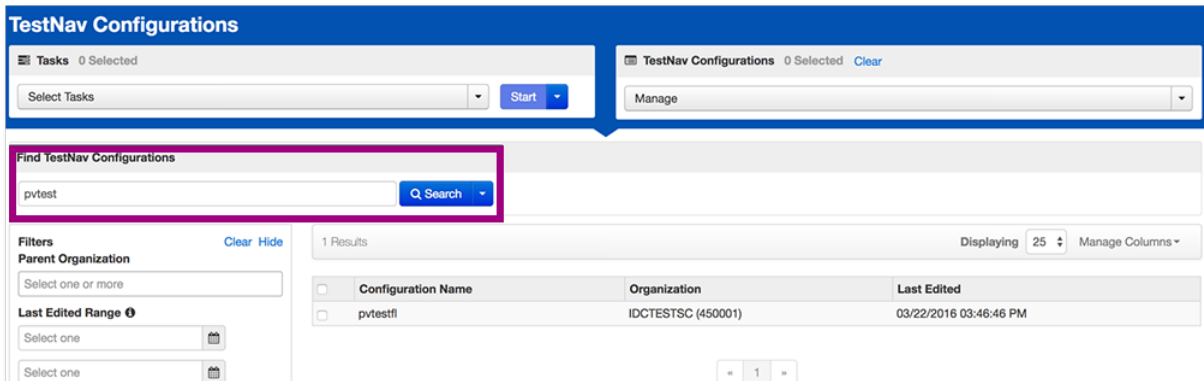 TestNav Configurations
Tasks 0 Selected
Select Tasks
Start
TestNav Configurations 0 Selected Clear
Manage
Find TestNav Configurations
pvtest
Search
Filters Clear Hide
Parent Organization
Select one or more
Last Edited Range
Select one
Select one
1 Results
Displaying 25 Manage Columns
Configuration Name Organization Last Edited
pvtestfl IDCTESTSC (450001) 03/22/2016 03:46:46 PM
« 1 »